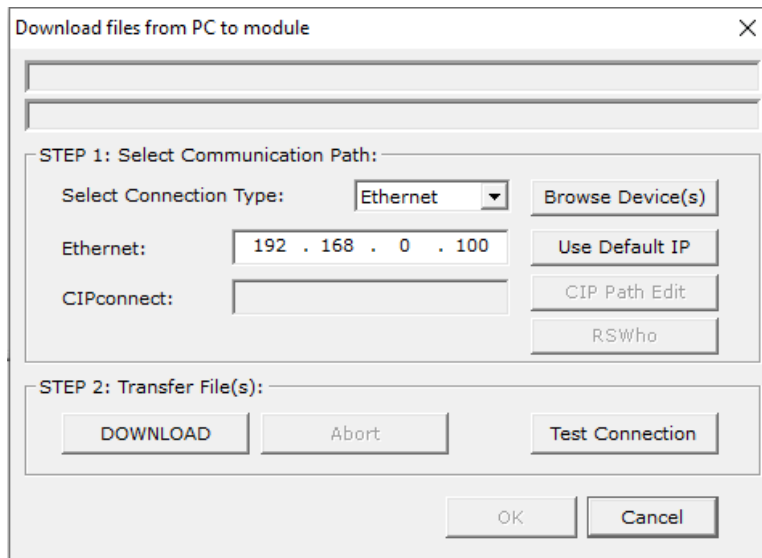 Download files from PC to module
STEP 1: Select Communication Path:
Select Connection Type: Ethernet Browse Device(s)
Ethernet: 192 . 168 . 0 . 100 Use Default IP
CIPconnect: CIP Path Edit
RSWho
STEP 2: Transfer File(s):
DOWNLOAD Abort Test Connection
OK Cancel